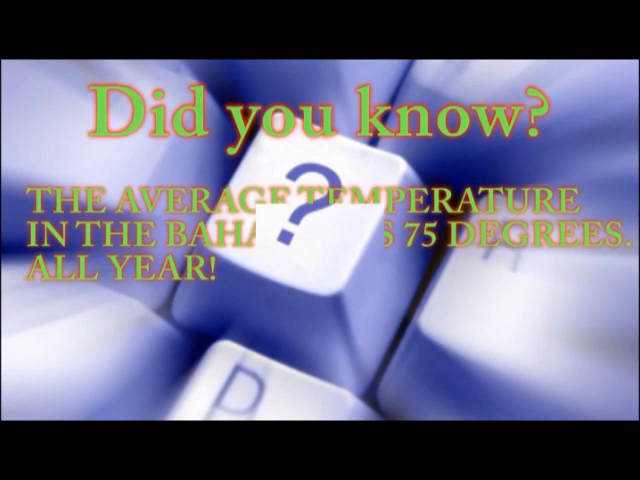 Did you know?
THE AVERAGE TEMPERATURE
IN THE 75 DEGREES.
ALL YEAR!
?
P